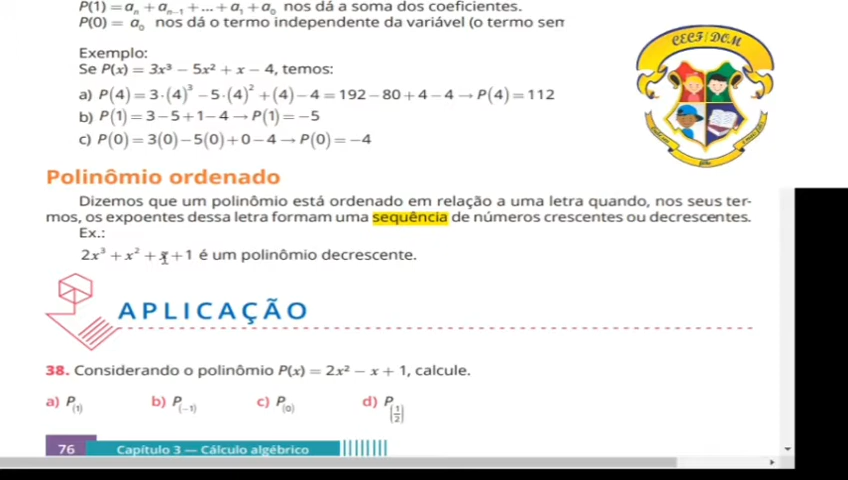 P(1) = aₙ + aₙ₋₁ + ... + a₁ + a₀ nos dá a soma dos coeficientes.
P(0) = a₀ nos dá o termo independente da variável (o termo sem
Exemplo:
Se P(x) = 3x³ − 5x² + x − 4, temos:
a) P(4) = 3·(4)³ − 5·(4)² + (4) − 4 = 192 − 80 + 4 − 4 → P(4) = 112
b) P(1) = 3 − 5 + 1 − 4 → P(1) = −5
c) P(0) = 3(0) − 5(0) + 0 − 4 → P(0) = −4
CECF/DCM
Polinômio ordenado
Dizemos que um polinômio está ordenado em relação a uma letra quando, nos seus ter-
mos, os expoentes dessa letra formam uma sequência de números crescentes ou decrescentes.
Ex.:
2x³ + x² + x + 1 é um polinômio decrescente.
APLICAÇÃO
38. Considerando o polinômio P(x) = 2x² − x + 1, calcule.
a) P₍₁₎ b) P₍₋₁₎ c) P₍₀₎ d) P₍½₎
76 Capítulo 3 — Cálculo algébrico